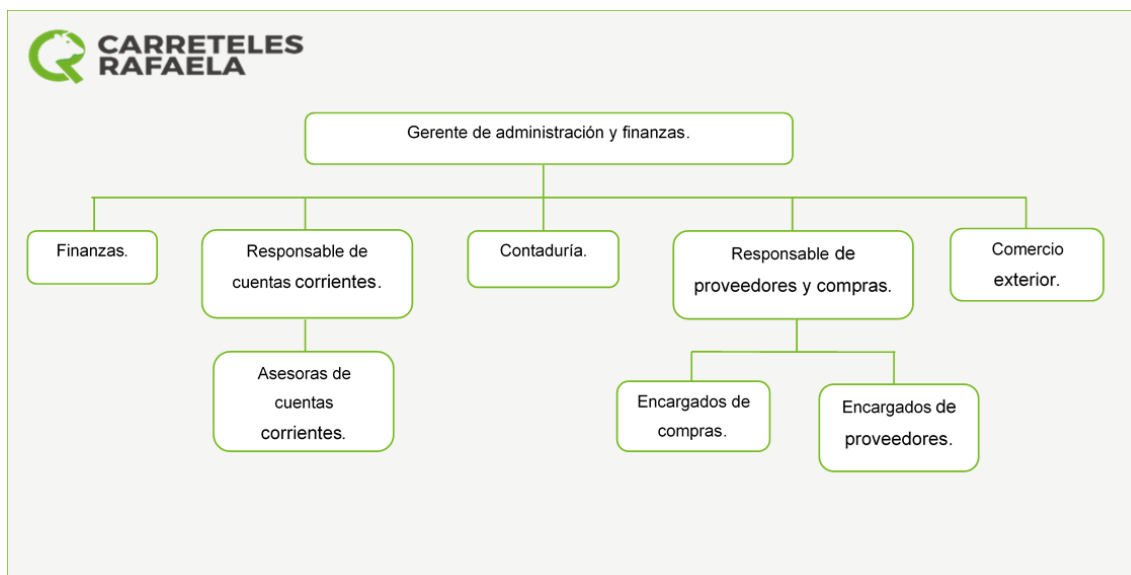 CARRETELES
RAFAELA
Gerente de administración y finanzas.
Finanzas.
Responsable de
cuentas corrientes.
Contaduría.
Responsable de
proveedores y compras.
Comercio
exterior.
Asesoras de
cuentas
corrientes.
Encargados de
compras.
Encargados de
proveedores.